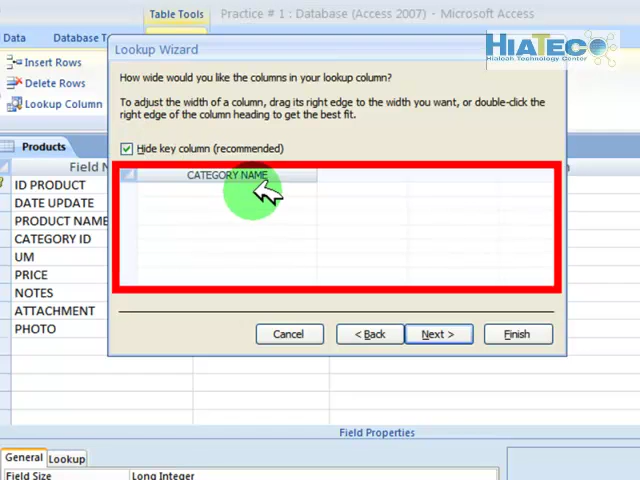 Table Tools
Practice # 1 : Database (Access 2007) - Microsoft Access
Data
Database T
HIATECO
Hialeah Technology Center
Insert Rows
Delete Rows
Lookup Column
Lookup Wizard
How wide would you like the columns in your lookup column?
To adjust the width of a column, drag its right edge to the width you want, or double-click the
right edge of the column heading to get the best fit.
Hide key column (recommended)
CATEGORY NAME
Cancel
< Back
Next >
Finish
Products
Field N
ID PRODUCT
DATE UPDATE
PRODUCT NAME
CATEGORY ID
UM
PRICE
NOTES
ATTACHMENT
PHOTO
Field Properties
General
Lookup
Field Size
Long Integer